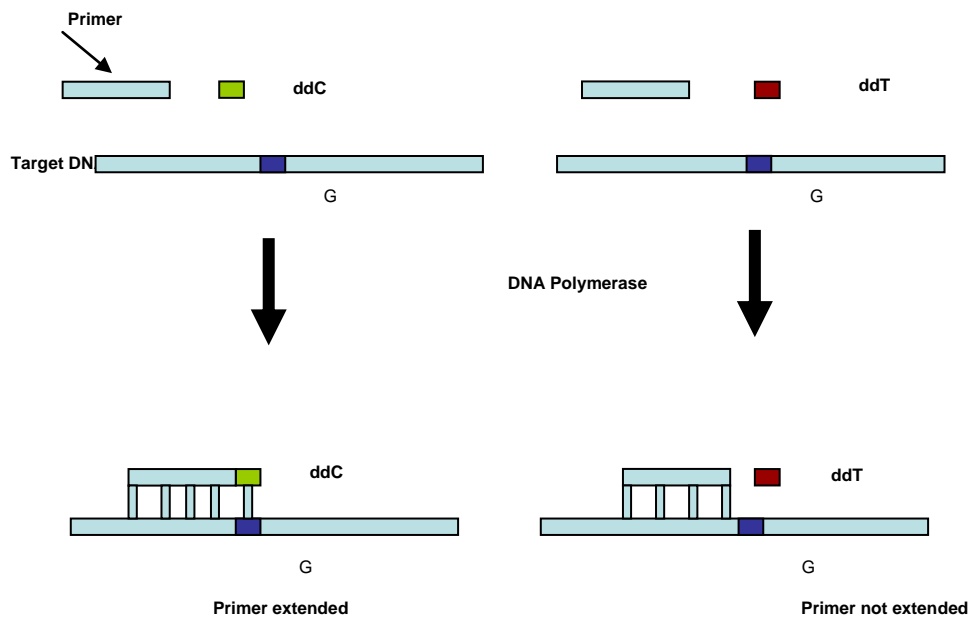 Primer
ddC
ddT
Target DN
G
G
DNA Polymerase
ddC
ddT
G
G
Primer extended
Primer not extended